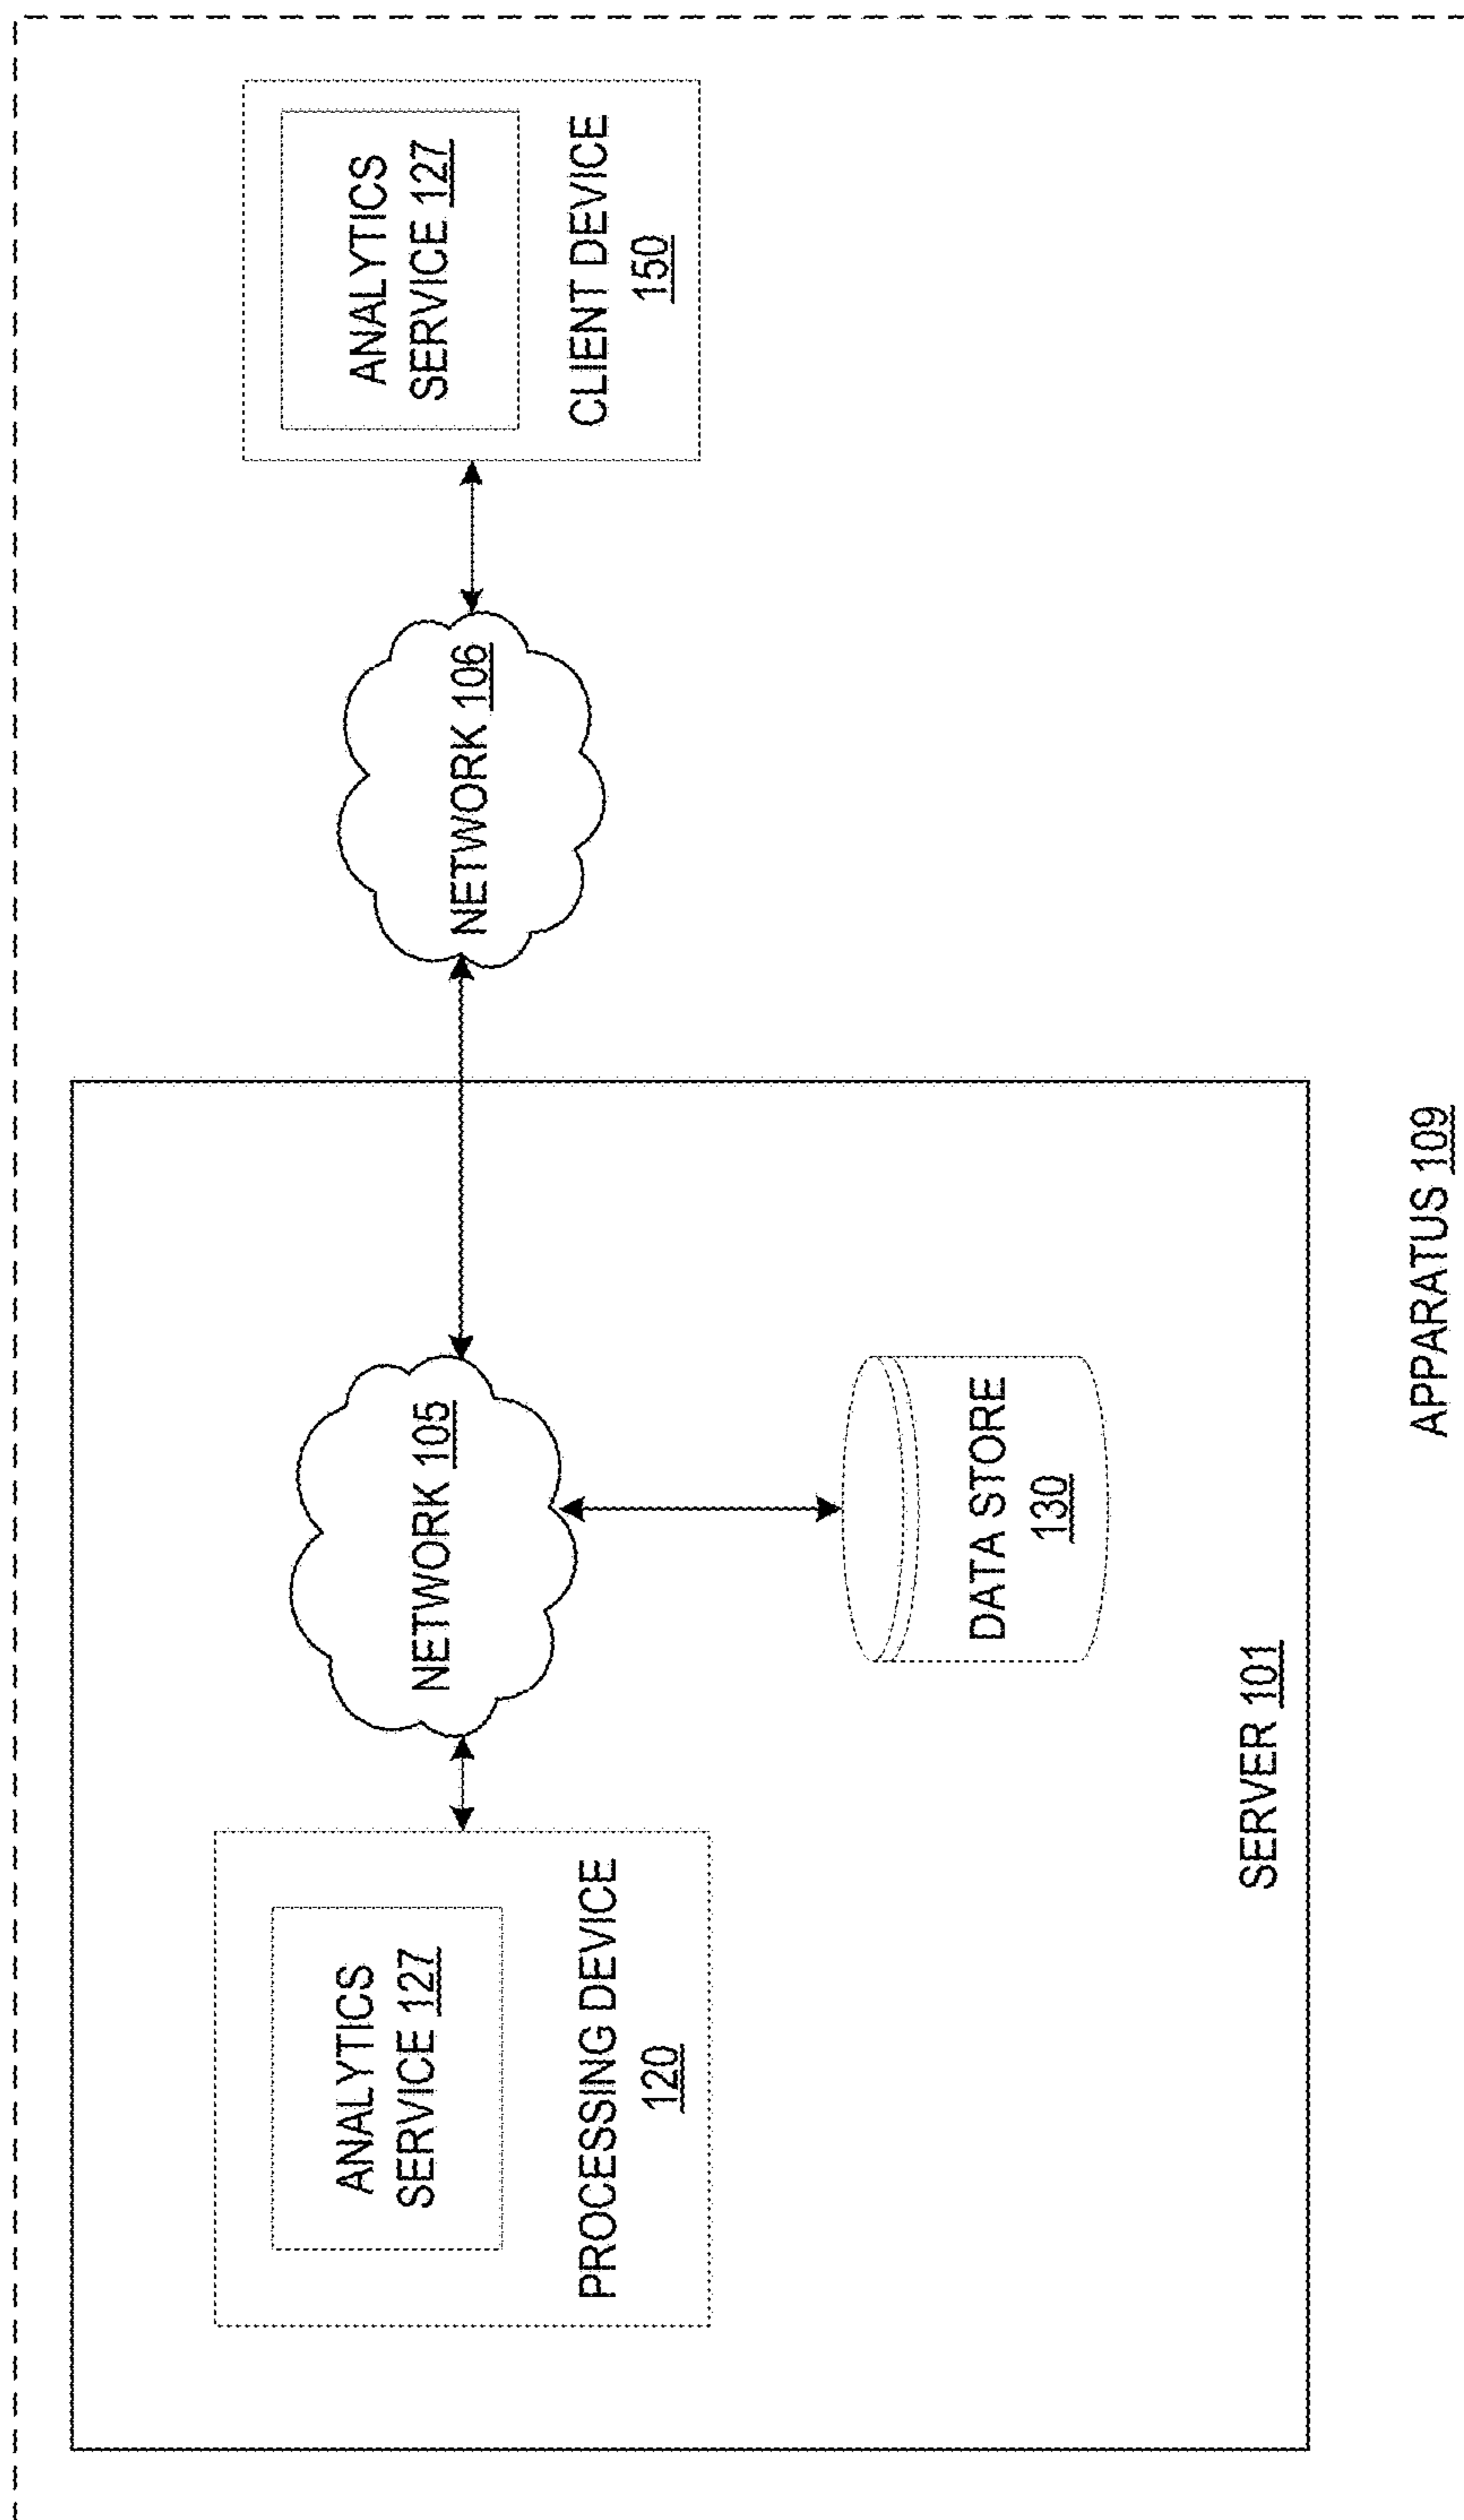 ANALYTICS
SERVICE 127
PROCESSING DEVICE
120
NETWORK 105
DATA STORE
130
SERVER 101
NETWORK 106
ANALYTICS
SERVICE 127
CLIENT DEVICE
150
APPARATUS 109